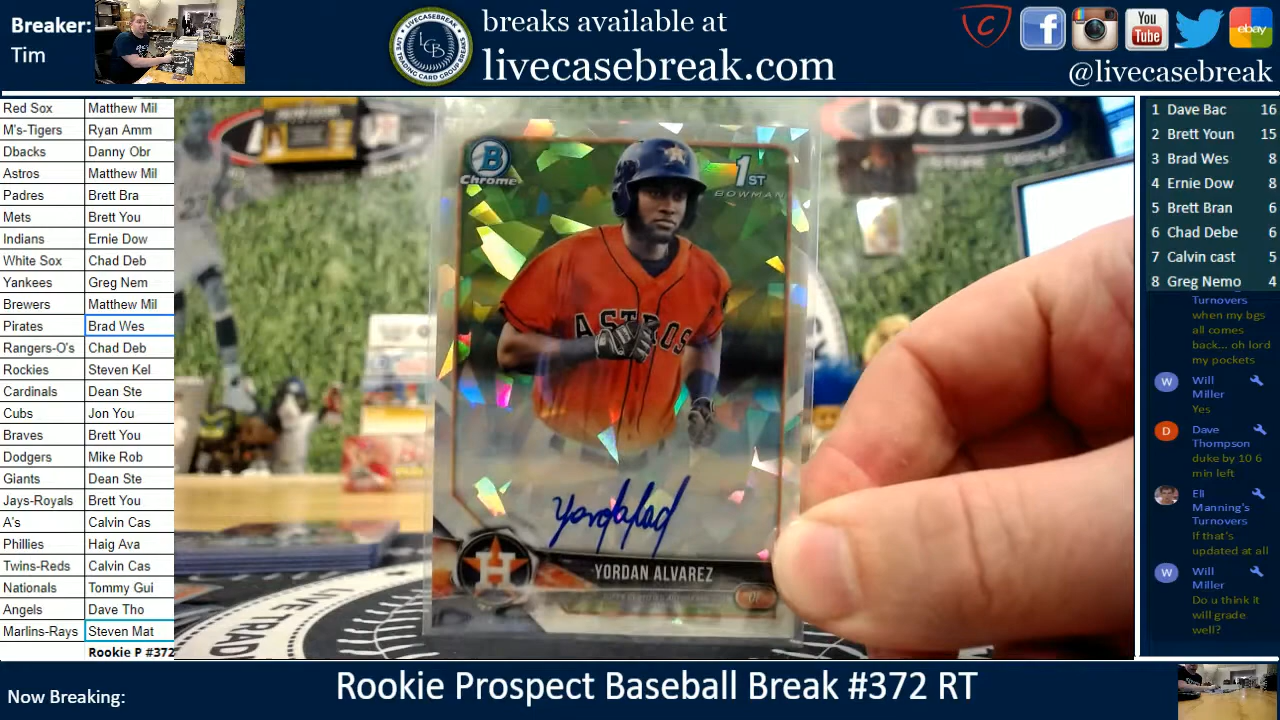 Breaker:
Tim
breaks available at
livecasebreak.com
LCB
You
Tube
ebay
@livecasebreak
Red Sox Matthew Mil
M's-Tigers Ryan Amm
Dbacks Danny Obr
Astros Matthew Mil
Padres Brett Bra
Mets Brett You
Indians Ernie Dow
White Sox Chad Deb
Yankees Greg Nem
Brewers Matthew Mil
Pirates Brad Wes
Rangers-O's Chad Deb
Rockies Steven Kel
Cardinals Dean Ste
Cubs Jon You
Braves Brett You
Dodgers Mike Rob
Giants Dean Ste
Jays-Royals Brett You
A's Calvin Cas
Phillies Haig Ava
Twins-Reds Calvin Cas
Nationals Tommy Gui
Angels Dave Tho
Marlins-Rays Steven Mat
Rookie P #372
BCW
B
Chrome
1ST
BOWMAN
ASTROS
H
YORDAN ALVAREZ
LIVE TRAD
1 Dave Bac 16
2 Brett Youn 15
3 Brad Wes 8
4 Ernie Dow 8
5 Brett Bran 6
6 Chad Debe 6
7 Calvin cast 5
8 Greg Nemo 4
Turnovers
when my bgs
all comes
back... oh lord
my pockets
W Will
Miller
Yes
D Dave
Thompson
duke by 10 6
min left
Eli
Manning's
Turnovers
If that's
updated at all
W Will
Miller
Do u think it
will grade
well?
Now Breaking:
Rookie Prospect Baseball Break #372 RT